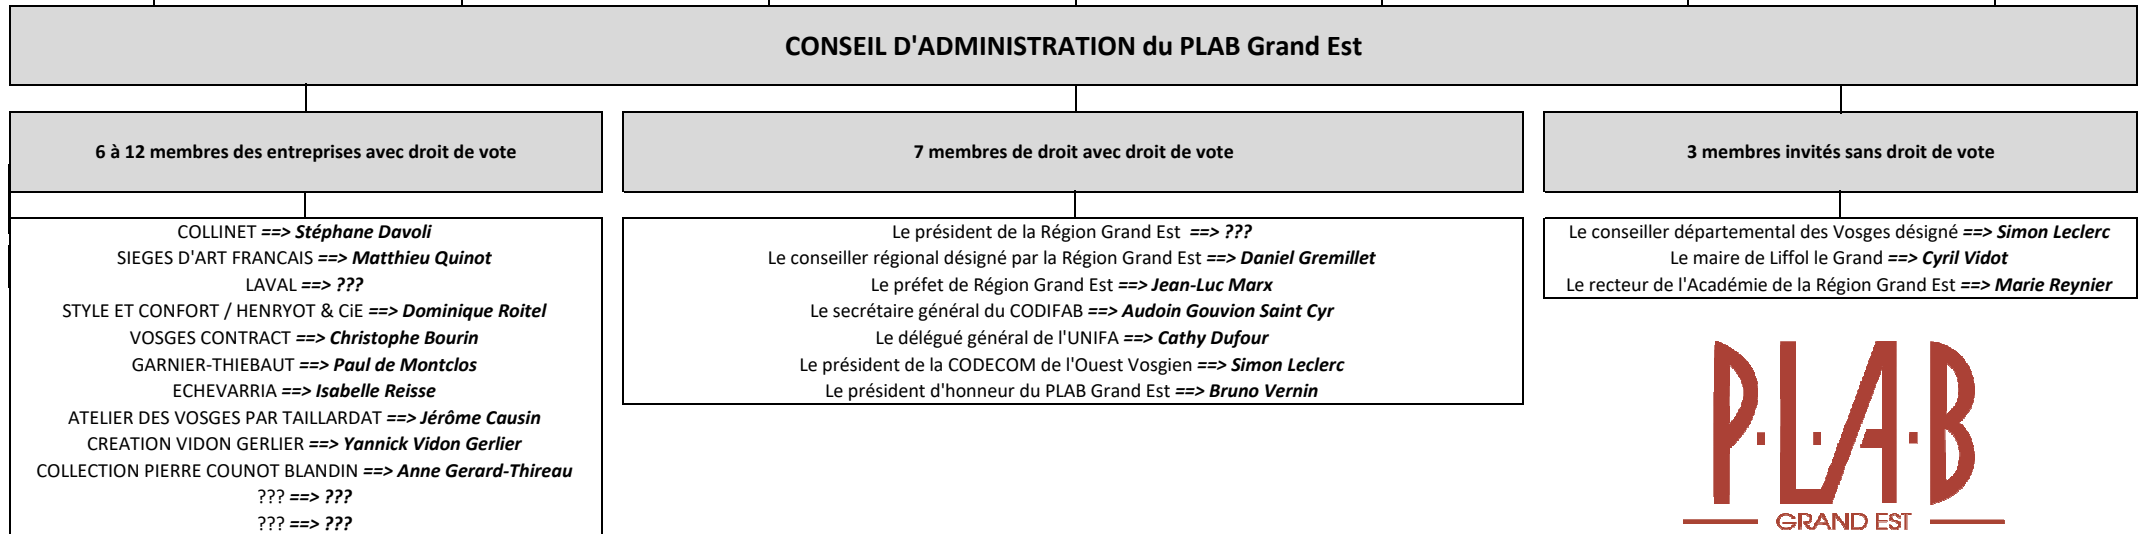 CONSEIL D'ADMINISTRATION du PLAB Grand Est
6 à 12 membres des entreprises avec droit de vote
COLLINET ==> Stéphane Davoli
SIEGES D'ART FRANCAIS ==> Matthieu Quinot
LAVAL ==> ???
STYLE ET CONFORT / HENRYOT & CiE ==> Dominique Roitel
VOSGES CONTRACT ==> Christophe Bourin
GARNIER-THIEBAUT ==> Paul de Montclos
ECHEVARRIA ==> Isabelle Reisse
ATELIER DES VOSGES PAR TAILLARDAT ==> Jérôme Causin
CREATION VIDON GERLIER ==> Yannick Vidon Gerlier
COLLECTION PIERRE COUNOT BLANDIN ==> Anne Gerard-Thireau
??? ==> ???
??? ==> ???
7 membres de droit avec droit de vote
Le président de la Région Grand Est ==> ???
Le conseiller régional désigné par la Région Grand Est ==> Daniel Gremillet
Le préfet de Région Grand Est ==> Jean-Luc Marx
Le secrétaire général du CODIFAB ==> Audoin Gouvion Saint Cyr
Le délégué général de l'UNIFA ==> Cathy Dufour
Le président de la CODECOM de l'Ouest Vosgien ==> Simon Leclerc
Le président d'honneur du PLAB Grand Est ==> Bruno Vernin
3 membres invités sans droit de vote
Le conseiller départemental des Vosges désigné ==> Simon Leclerc
Le maire de Liffol le Grand ==> Cyril Vidot
Le recteur de l'Académie de la Région Grand Est ==> Marie Reynier
P.L.A.B
GRAND EST